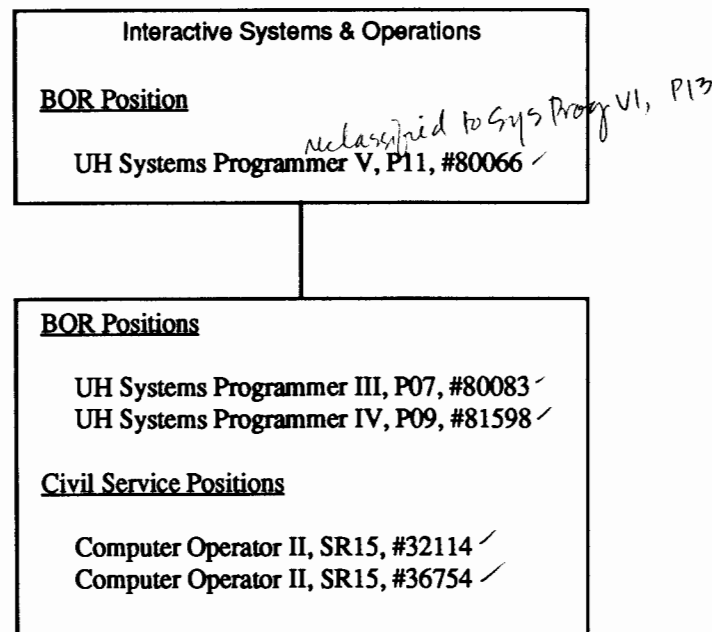 Interactive Systems & Operations
BOR Position
reclassified to Sys Prog VI, P13
UH Systems Programmer V, P11, #80066
BOR Positions
UH Systems Programmer III, P07, #80083
UH Systems Programmer IV, P09, #81598
Civil Service Positions
Computer Operator II, SR15, #32114
Computer Operator II, SR15, #36754